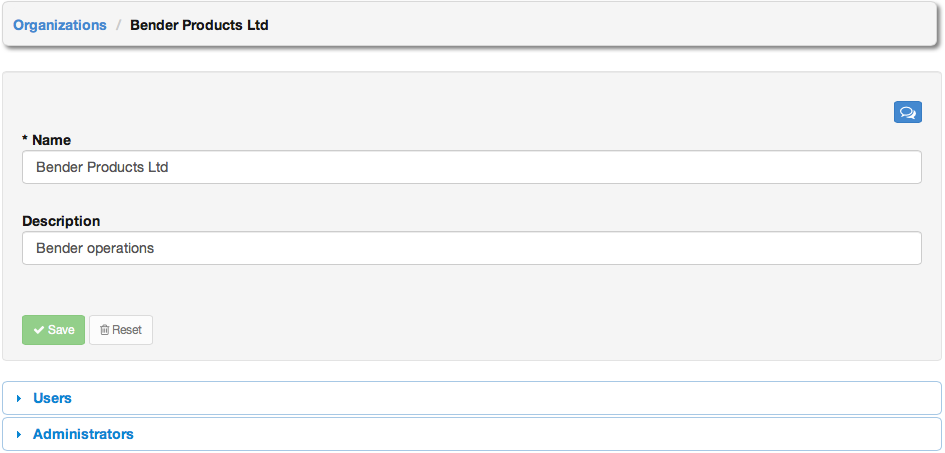 Organizations / Bender Products Ltd
* Name
Bender Products Ltd
Description
Bender operations
Save Reset
Users
Administrators